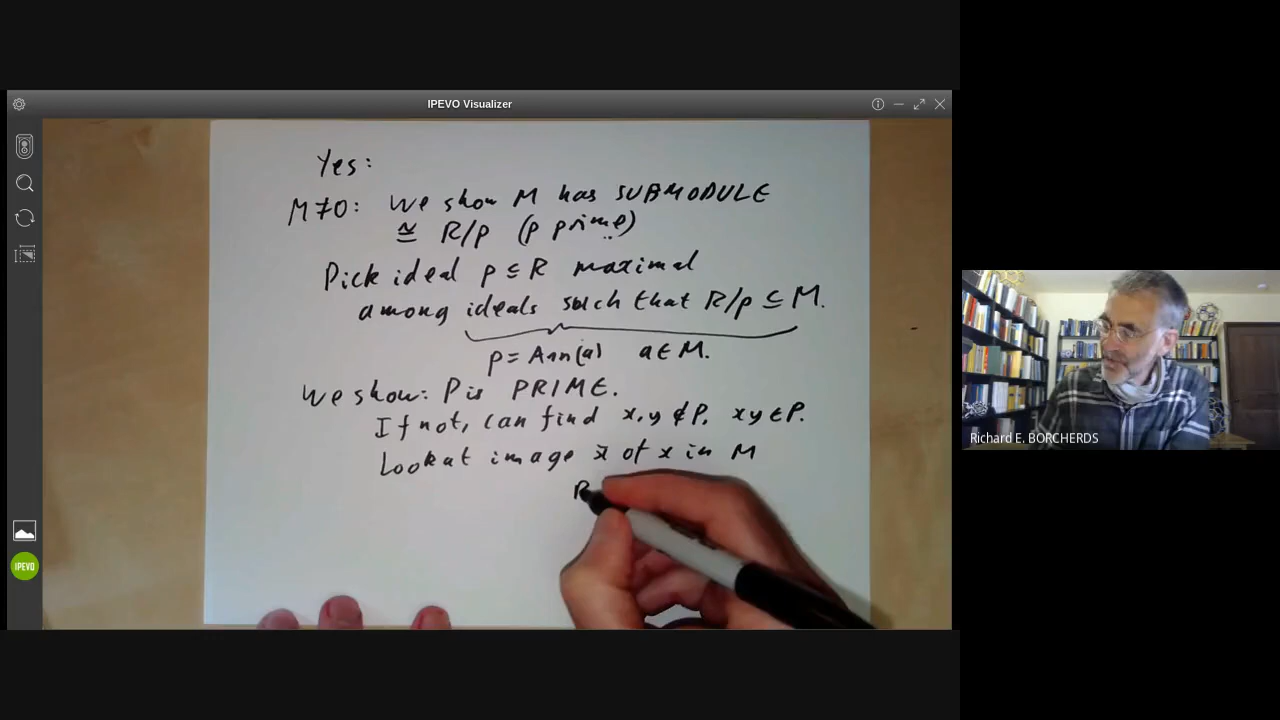 IPEVO Visualizer
Yes:
M≠0: We show M has SUBMODULE
≅ R/p (p prime)
Pick ideal p ⊆ R maximal
among ideals such that R/p ⊆ M.
p = Ann(a) a ∈ M.
We show: P is PRIME.
If not, can find x, y ∉ P, xy ∈ P.
Look at image x̄ of x in M
R
IPEVO
Richard E. BORCHERDS